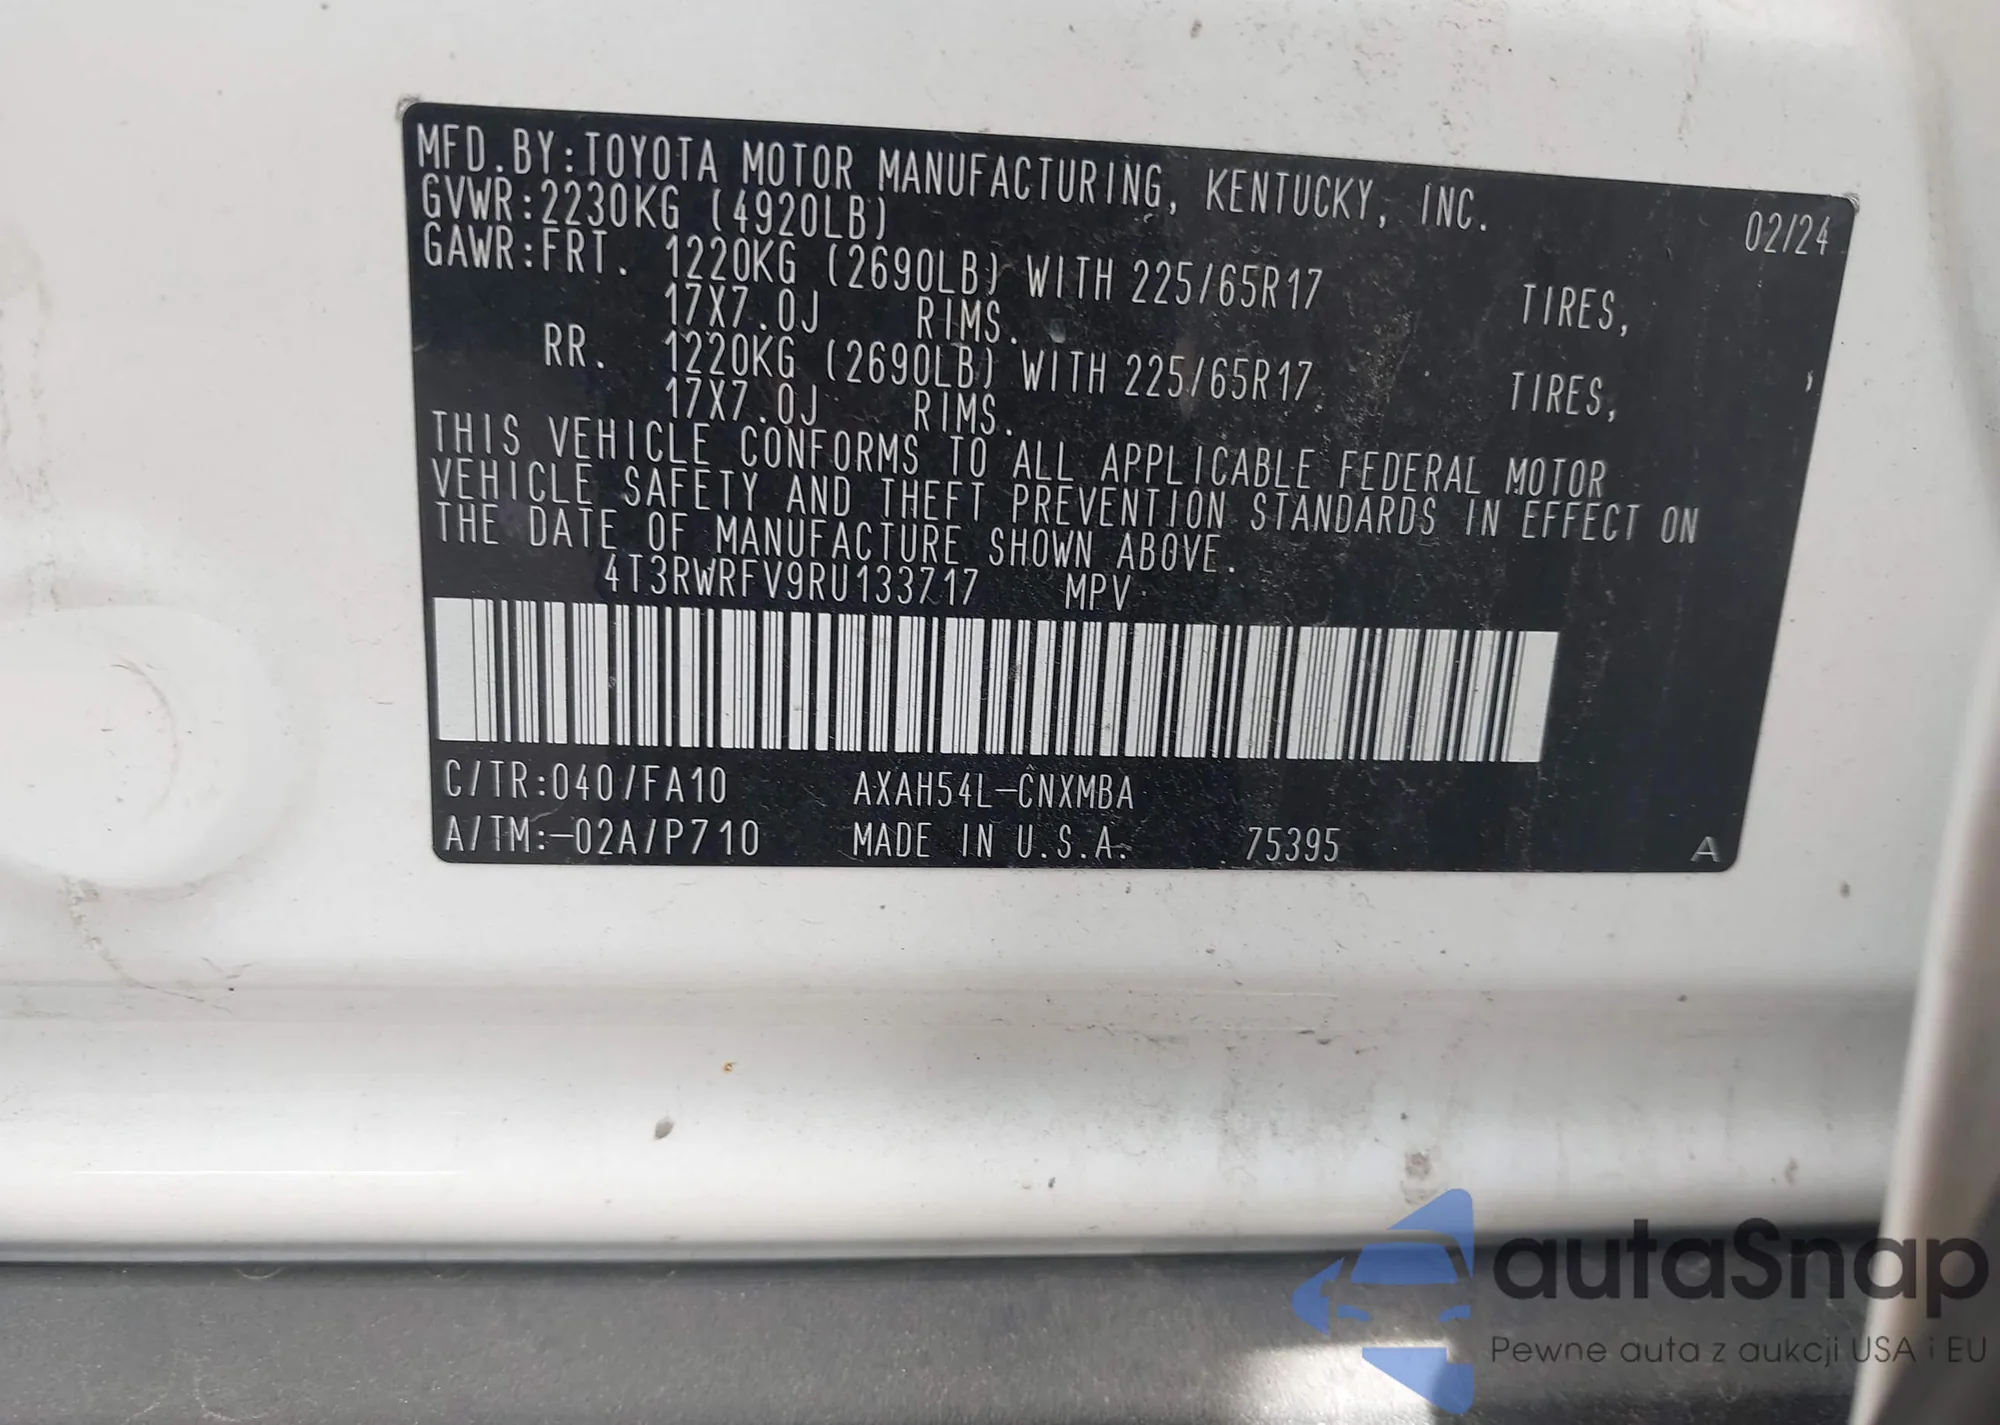 MFD.BY:TOYOTA MOTOR MANUFACTURING, KENTUCKY, INC. 02/24
GVWR:2230KG (4920LB)
GAWR:FRT. 1220KG (2690LB) WITH 225/65R17 TIRES,
17X7.0J RIMS.
RR. 1220KG (2690LB) WITH 225/65R17 TIRES,
17X7.0J RIMS.
THIS VEHICLE CONFORMS TO ALL APPLICABLE FEDERAL MOTOR
VEHICLE SAFETY AND THEFT PREVENTION STANDARDS IN EFFECT ON
THE DATE OF MANUFACTURE SHOWN ABOVE.
4T3RWRFV9RU133717 MPV
C/TR:040/FA10 AXAH54L-CNXMBA
A/TM:-02A/P710 MADE IN U.S.A. 75395 A
autaSnap
Pewne auta z aukcji USA i EU